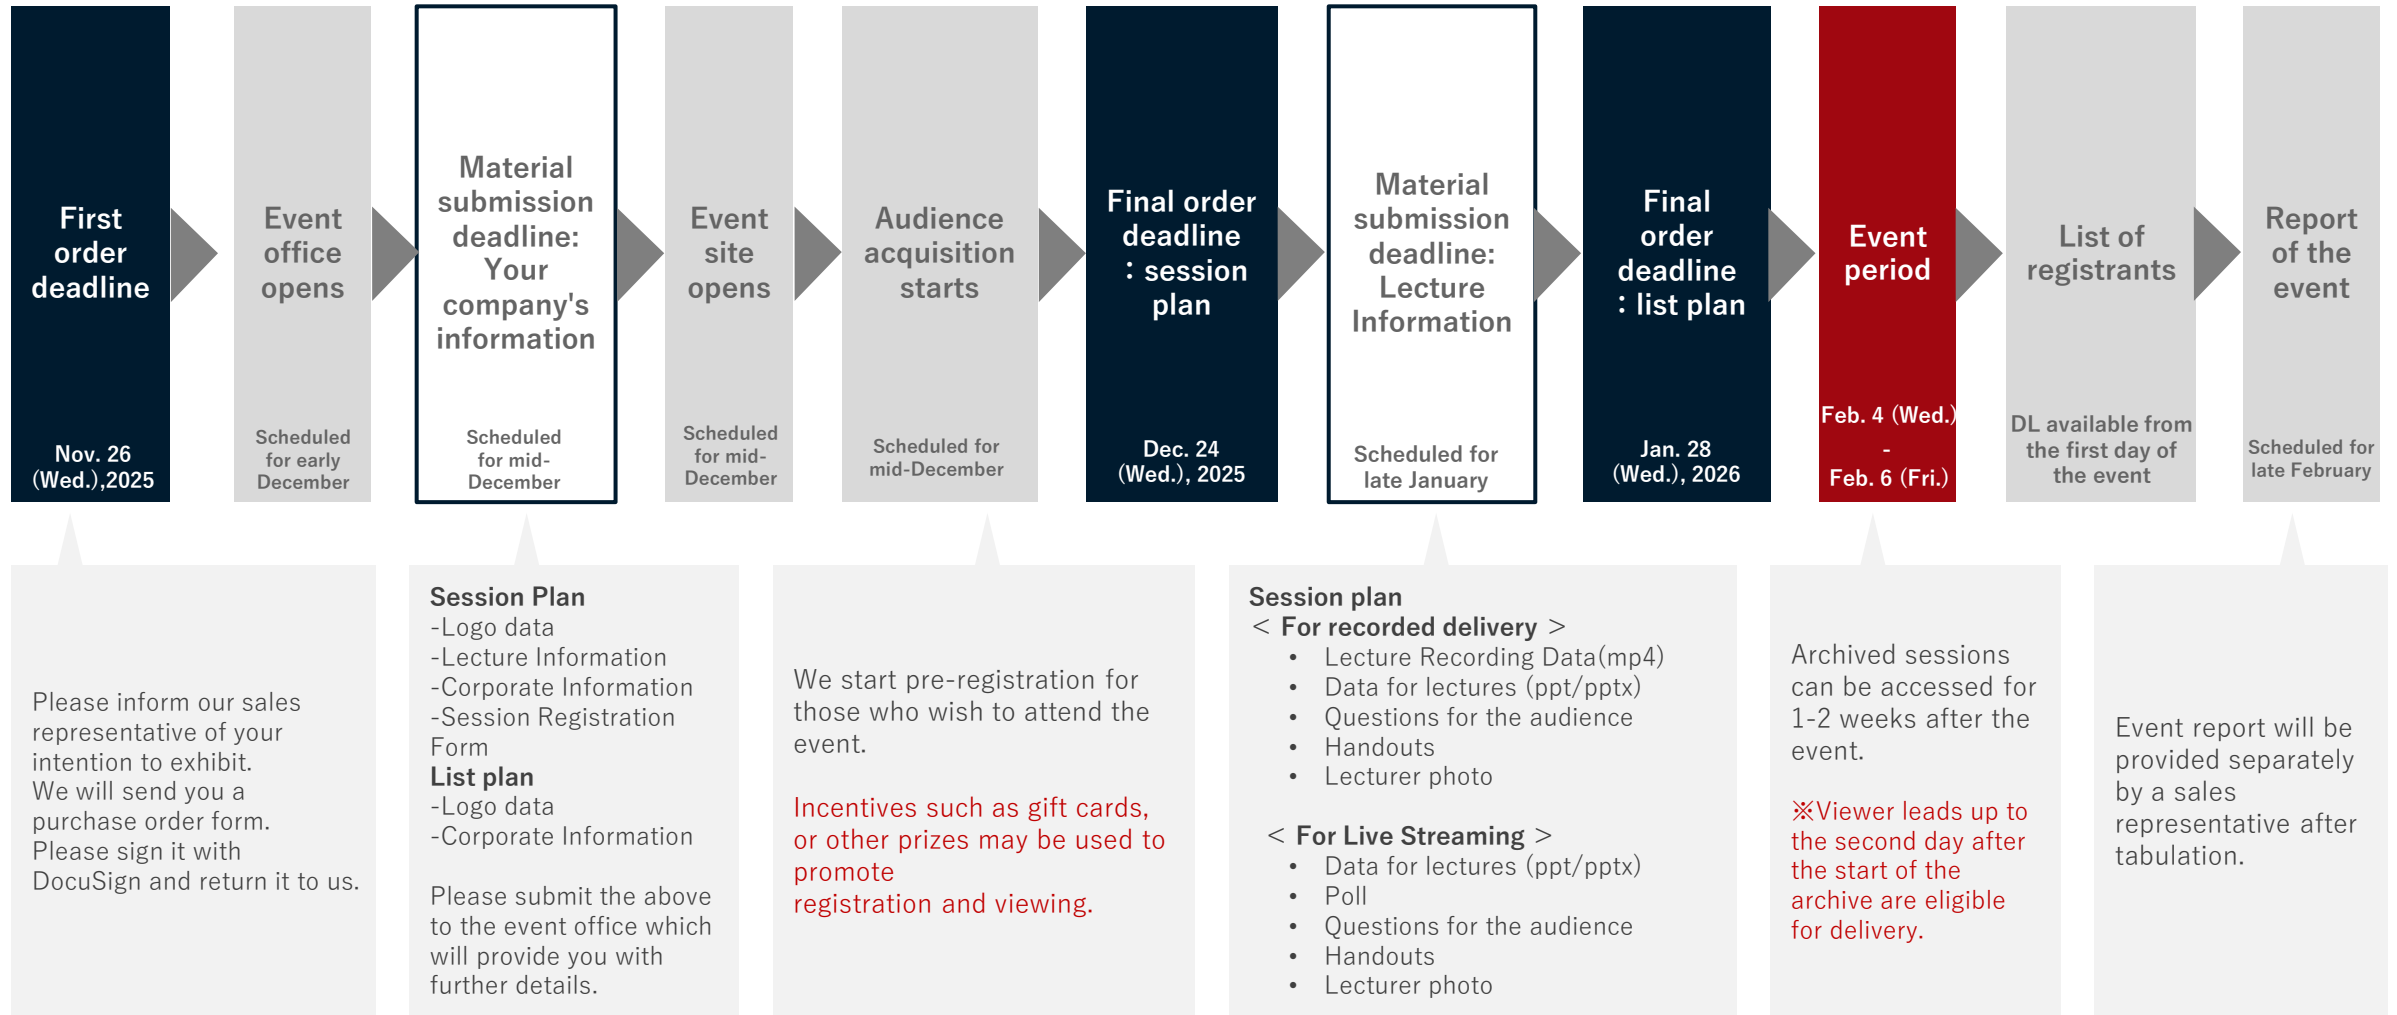 First
order
deadline
Nov. 26
(Wed.),2025
Event
office
opens
Scheduled
for early
December
Material
submission
deadline:
Your
company's
information
Scheduled
for mid-
December
Event
site
opens
Scheduled
for mid-
December
Audience
acquisition
starts
Scheduled for
mid-December
Final order
deadline
：session
plan
Dec. 24
(Wed.), 2025
Material
submission
deadline:
Lecture
Information
Scheduled for
late January
Final
order
deadline
：list plan
Jan. 28
(Wed.), 2026
Event
period
Feb. 4 (Wed.)
-
Feb. 6 (Fri.)
List of
registrants
DL available from
the first day of
the event
Report
of the
event
Scheduled for
late February
Please inform our sales
representative of your
intention to exhibit.
We will send you a
purchase order form.
Please sign it with
DocuSign and return it to us.
Session Plan
-Logo data
-Lecture Information
-Corporate Information
-Session Registration
Form
List plan
-Logo data
-Corporate Information
Please submit the above
to the event office which
will provide you with
further details.
We start pre-registration for
those who wish to attend the
event.
Incentives such as gift cards,
or other prizes may be used to
promote
registration and viewing.
Session plan
＜ For recorded delivery ＞
• Lecture Recording Data(mp4)
• Data for lectures (ppt/pptx)
• Questions for the audience
• Handouts
• Lecturer photo
＜ For Live Streaming ＞
• Data for lectures (ppt/pptx)
• Poll
• Questions for the audience
• Handouts
• Lecturer photo
Archived sessions
can be accessed for
1-2 weeks after the
event.
※Viewer leads up to
the second day after
the start of the
archive are eligible
for delivery.
Event report will be
provided separately
by a sales
representative after
tabulation.